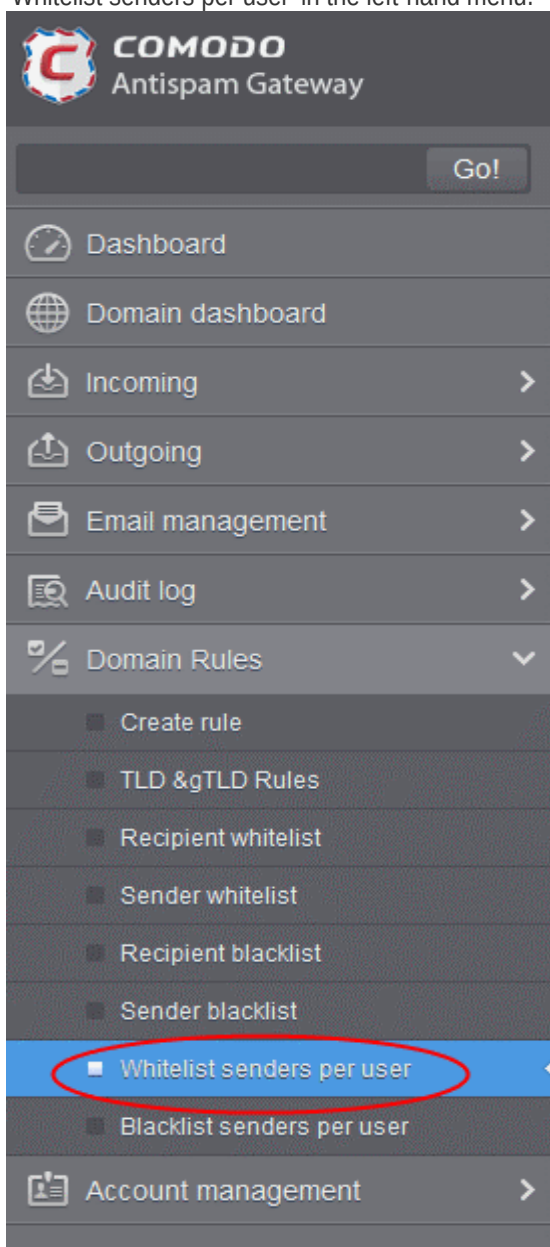 'Whitelist senders per user' in the left hand menu.
COMODO
Antispam Gateway
Go!
Dashboard
Domain dashboard
Incoming
Outgoing
Email management
Audit log
Domain Rules
Create rule
TLD &gTLD Rules
Recipient whitelist
Sender whitelist
Recipient blacklist
Sender blacklist
Whitelist senders per user
Blacklist senders per user
Account management